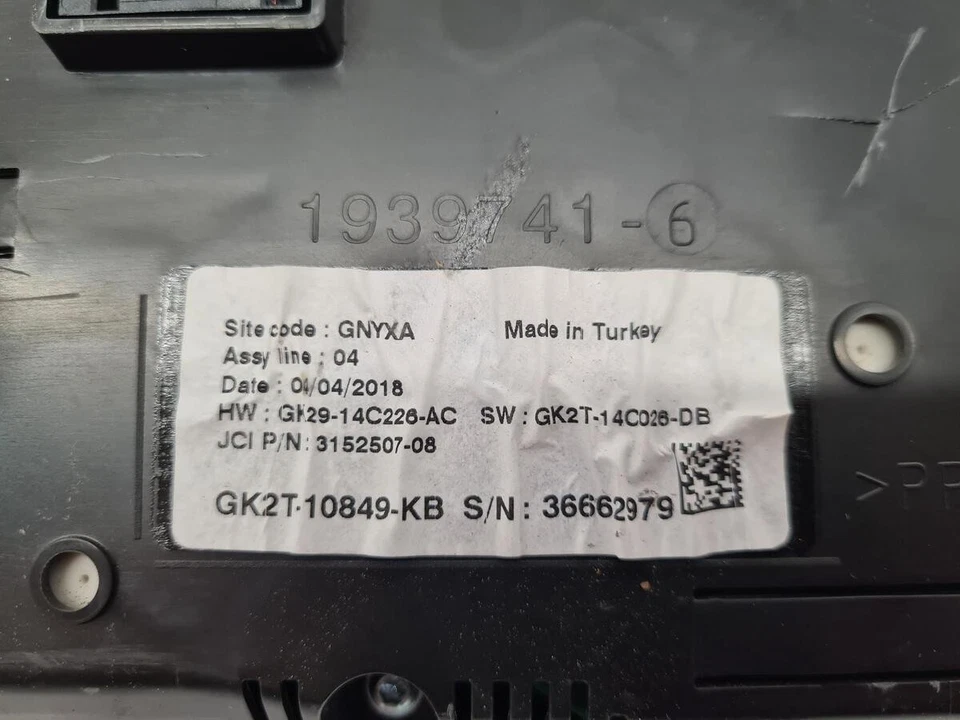 1939741-6
Site code : GNYXA Made in Turkey
Assy line : 04
Date : 04/04/2018
HW : GK29-14C226-AC SW : GK2T-14C026-DB
JCI P/N : 3152507-08
GK2T-10849-KB S/N : 36662979
>PP